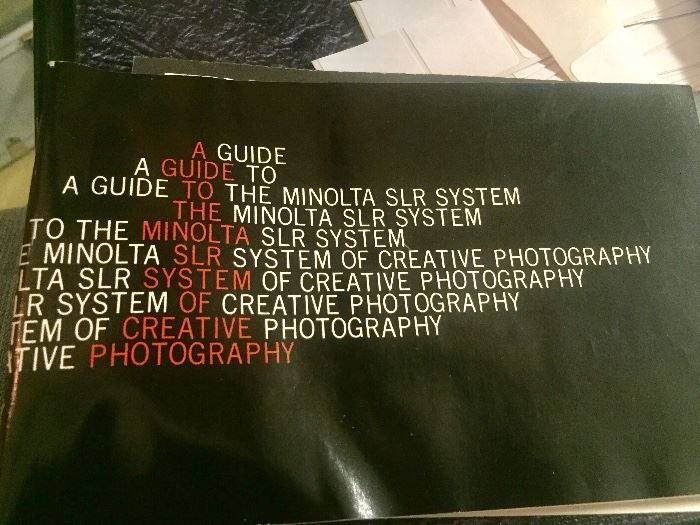 A GUIDE
A GUIDE TO
A GUIDE TO THE MINOLTA SLR SYSTEM
THE MINOLTA SLR SYSTEM
TO THE MINOLTA SLR SYSTEM
E MINOLTA SLR SYSTEM OF CREATIVE PHOTOGRAPHY
LTA SLR SYSTEM OF CREATIVE PHOTOGRAPHY
LR SYSTEM OF CREATIVE PHOTOGRAPHY
TEM OF CREATIVE PHOTOGRAPHY
ATIVE PHOTOGRAPHY